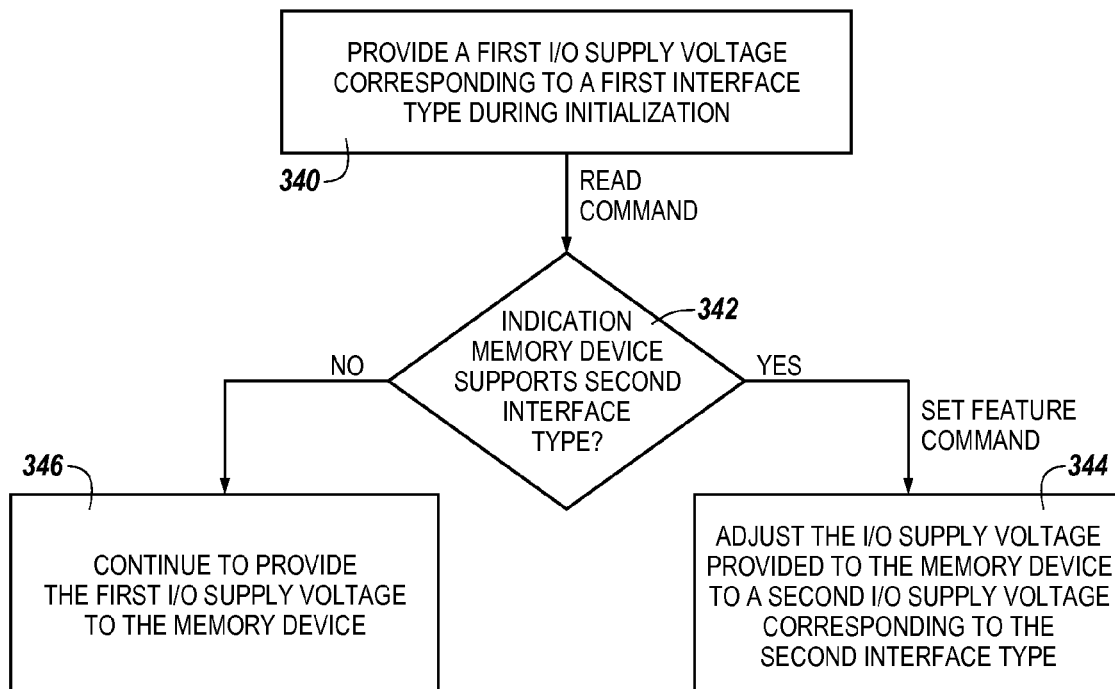 PROVIDE A FIRST I/O SUPPLY VOLTAGE
CORRESPONDING TO A FIRST INTERFACE
TYPE DURING INITIALIZATION
340
READ
COMMAND
342
INDICATION
MEMORY DEVICE
SUPPORTS SECOND
INTERFACE
TYPE?
NO
YES
SET FEATURE
COMMAND
346
344
CONTINUE TO PROVIDE
THE FIRST I/O SUPPLY VOLTAGE
TO THE MEMORY DEVICE
ADJUST THE I/O SUPPLY VOLTAGE
PROVIDED TO THE MEMORY DEVICE
TO A SECOND I/O SUPPLY VOLTAGE
CORRESPONDING TO THE
SECOND INTERFACE TYPE